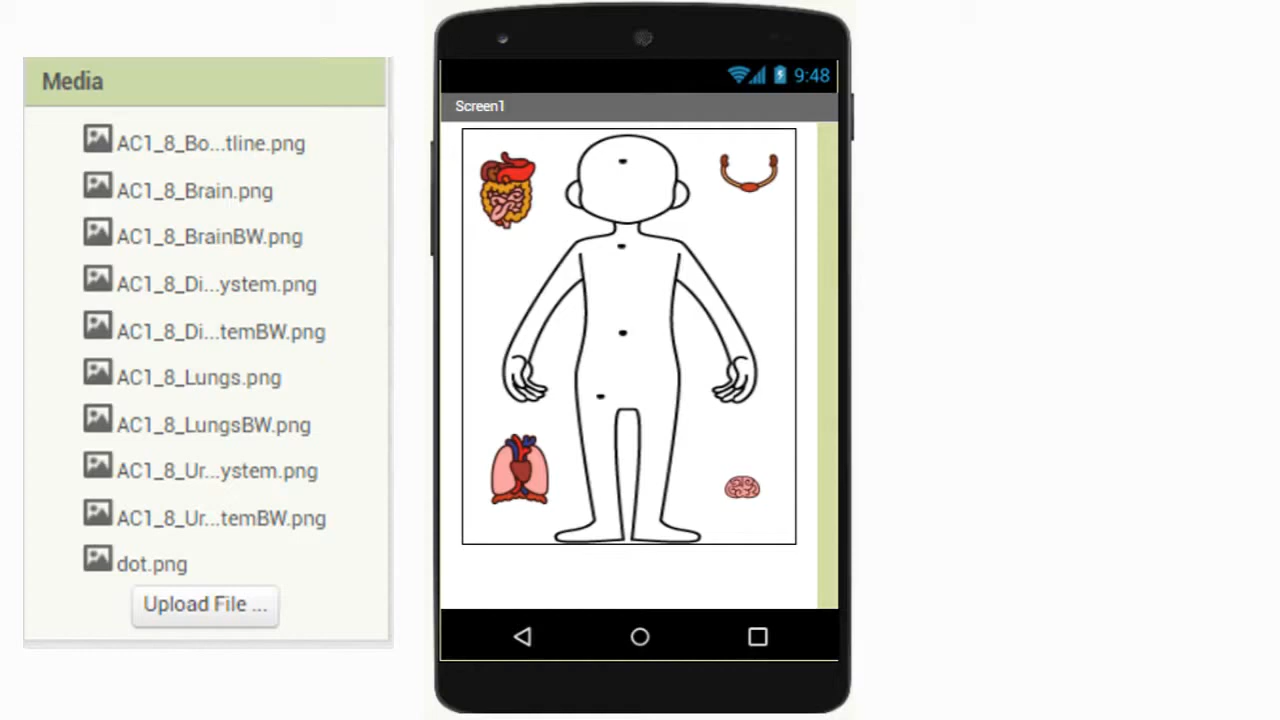 Media
AC1_8_Bo...tline.png
AC1_8_Brain.png
AC1_8_BrainBW.png
AC1_8_Di...ystem.png
AC1_8_Di...temBW.png
AC1_8_Lungs.png
AC1_8_LungsBW.png
AC1_8_Ur...ystem.png
AC1_8_Ur...temBW.png
dot.png
Upload File ...
9:48
Screen1